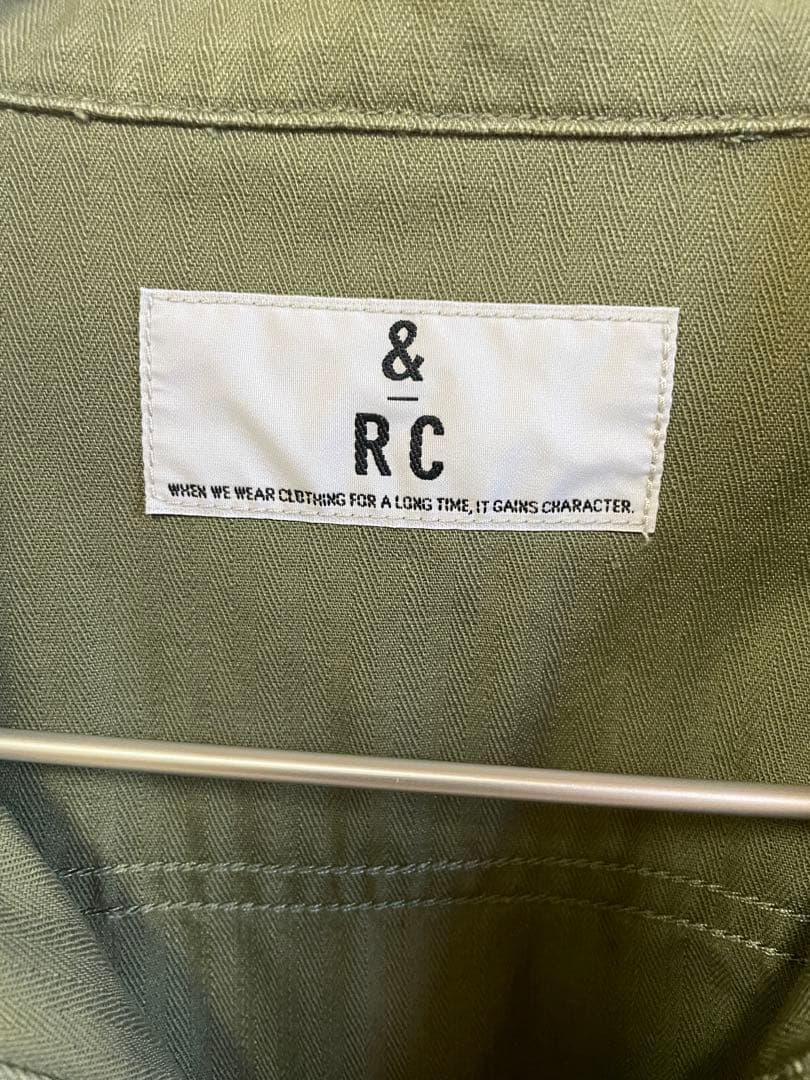 &
RC
WHEN WE WEAR CLOTHING FOR A LONG TIME, IT GAINS CHARACTER.